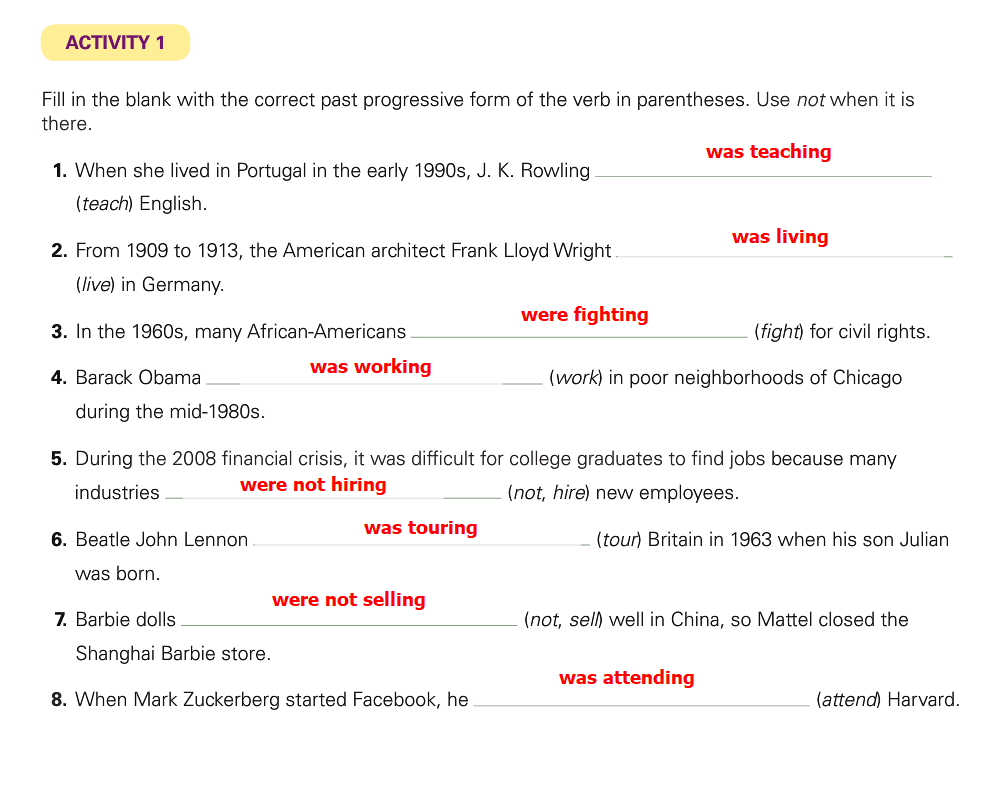 ACTIVITY 1
Fill in the blank with the correct past progressive form of the verb in parentheses. Use not when it is
there.
1. When she lived in Portugal in the early 1990s, J. K. Rowling was teaching
(teach) English.
2. From 1909 to 1913, the American architect Frank Lloyd Wright was living
(live) in Germany.
3. In the 1960s, many African-Americans were fighting (fight) for civil rights.
4. Barack Obama was working (work) in poor neighborhoods of Chicago
during the mid-1980s.
5. During the 2008 financial crisis, it was difficult for college graduates to find jobs because many
industries were not hiring (not, hire) new employees.
6. Beatle John Lennon was touring (tour) Britain in 1963 when his son Julian
was born.
7. Barbie dolls were not selling (not, sell) well in China, so Mattel closed the
Shanghai Barbie store.
8. When Mark Zuckerberg started Facebook, he was attending (attend) Harvard.